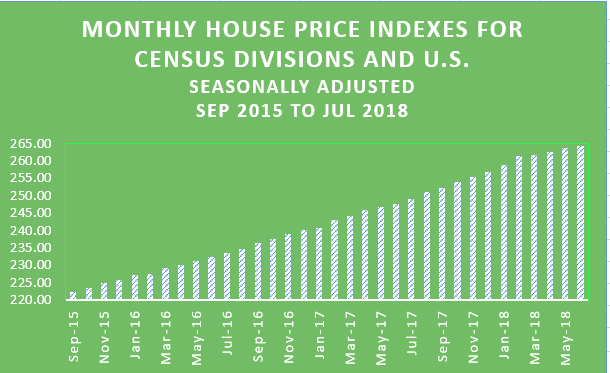 MONTHLY HOUSE PRICE INDEXES FOR
CENSUS DIVISIONS AND U.S.
SEASONALLY ADJUSTED
SEP 2015 TO JUL 2018
265.00
260.00
255.00
250.00
245.00
240.00
235.00
230.00
225.00
220.00
Sep-15
Nov-15
Jan-16
Mar-16
May-16
Jul-16
Sep-16
Nov-16
Jan-17
Mar-17
May-17
Jul-17
Sep-17
Nov-17
Jan-18
Mar-18
May-18